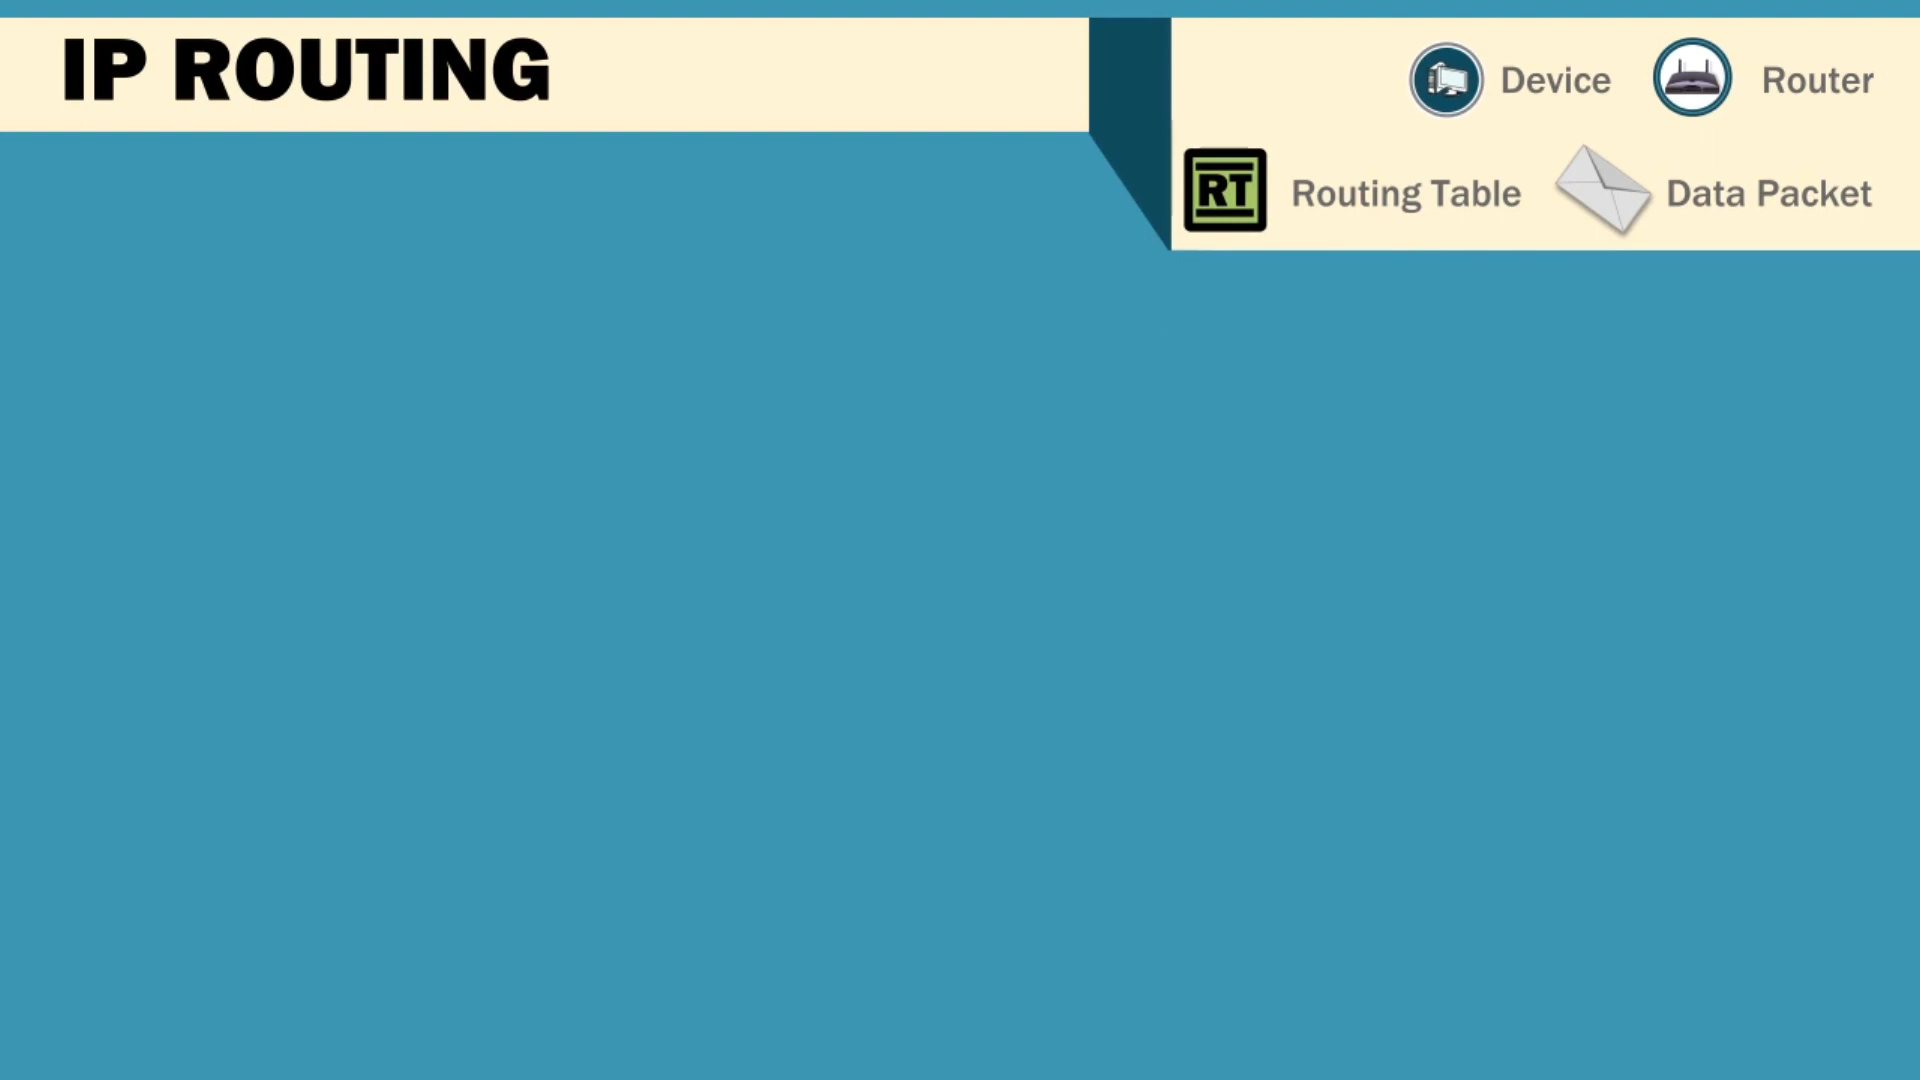 IP ROUTING
Device
Router
RT
Routing Table
Data Packet